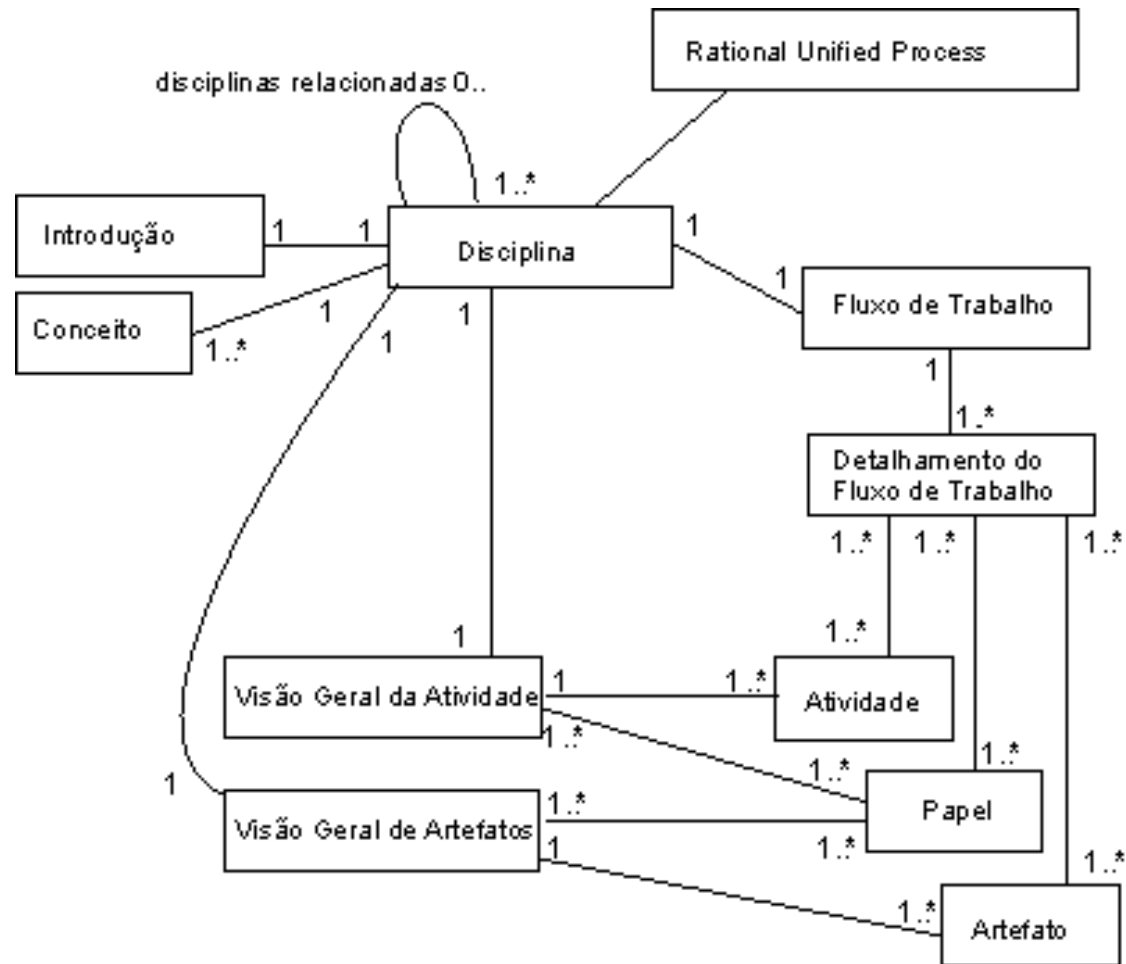 Rational Unified Process
disciplinas relacionadas 0..
1..*
Introdução
1
1
Disciplina
1
Conceito
1..*
1
1
1
1
Fluxo de Trabalho
1
1..*
Detalhamento do
Fluxo de Trabalho
1..*
1..*
1..*
1
1..*
Visão Geral da Atividade
1
1..*
Atividade
1..*
1..*
1..*
Papel
1
Visão Geral de Artefatos
1..*
1..*
1
1..*
1..*
Artefato